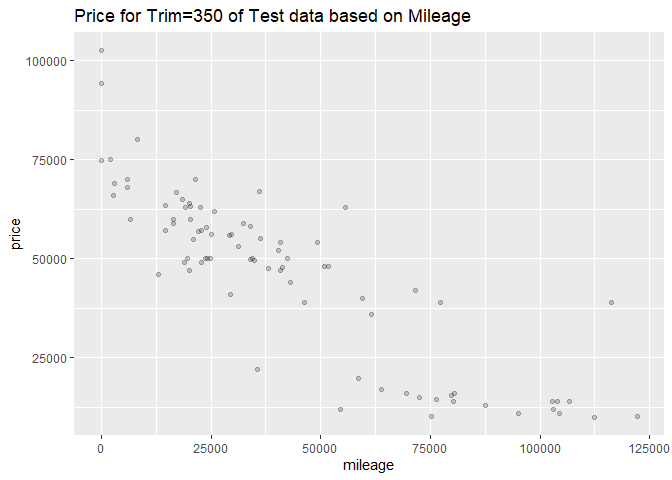 Price for Trim=350 of Test data based on Mileage
100000
75000
50000
25000
price
0 25000 50000 75000 100000 125000
mileage